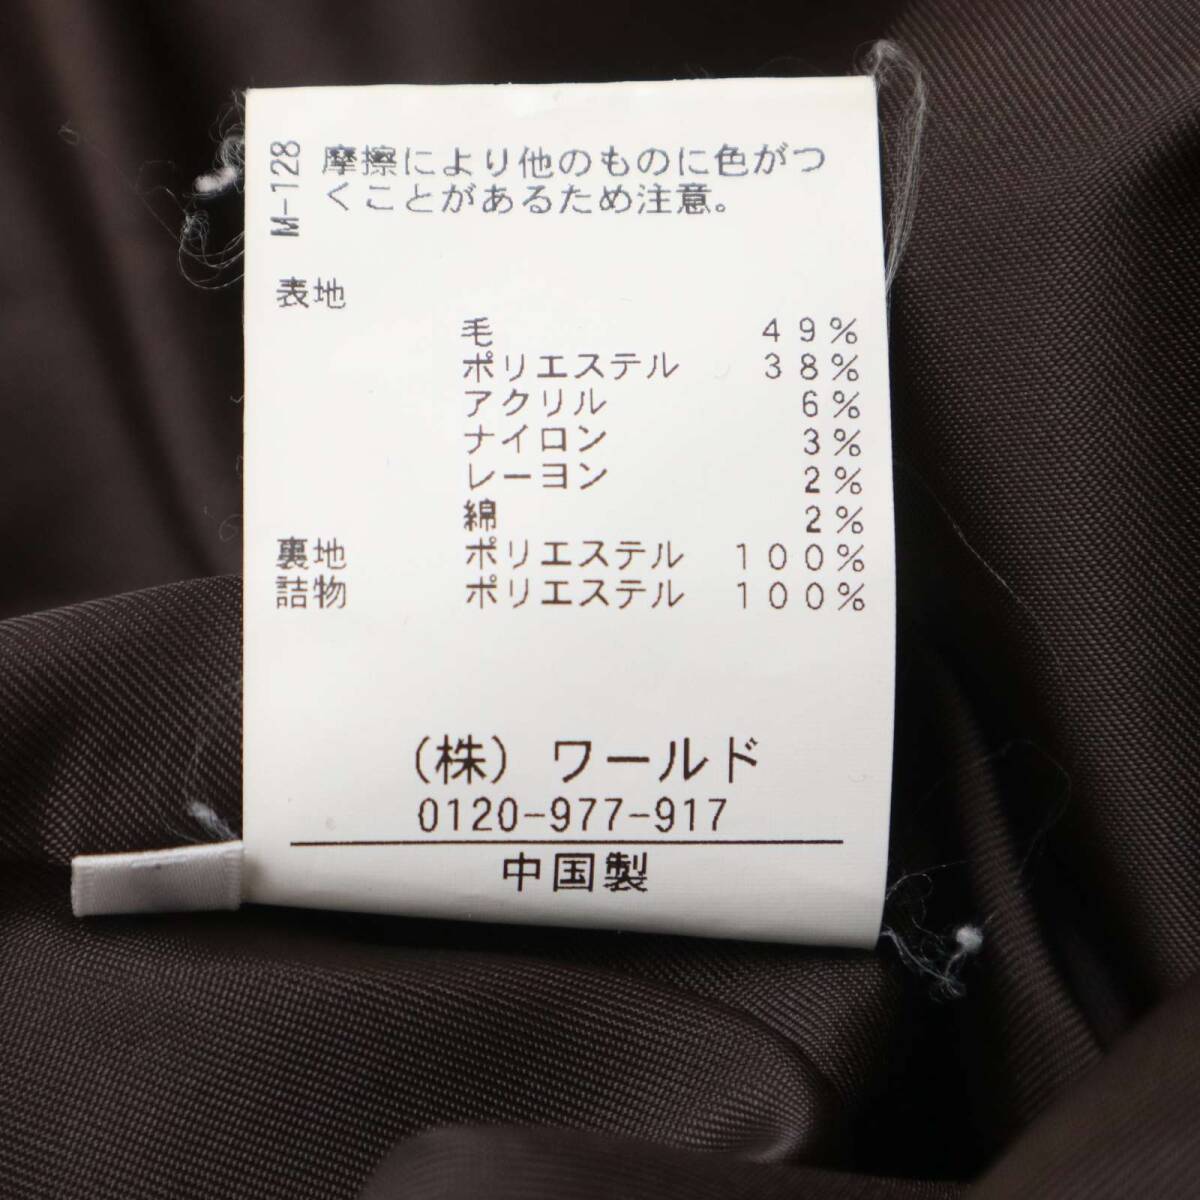 M-128
摩擦により他のものに色がつ
くことがあるため注意。
表地
毛 49%
ポリエステル 38%
アクリル 6%
ナイロン 3%
レーヨン 2%
綿 2%
裏地 ポリエステル 100%
詰物 ポリエステル 100%
(株) ワールド
0120-977-917
中国製